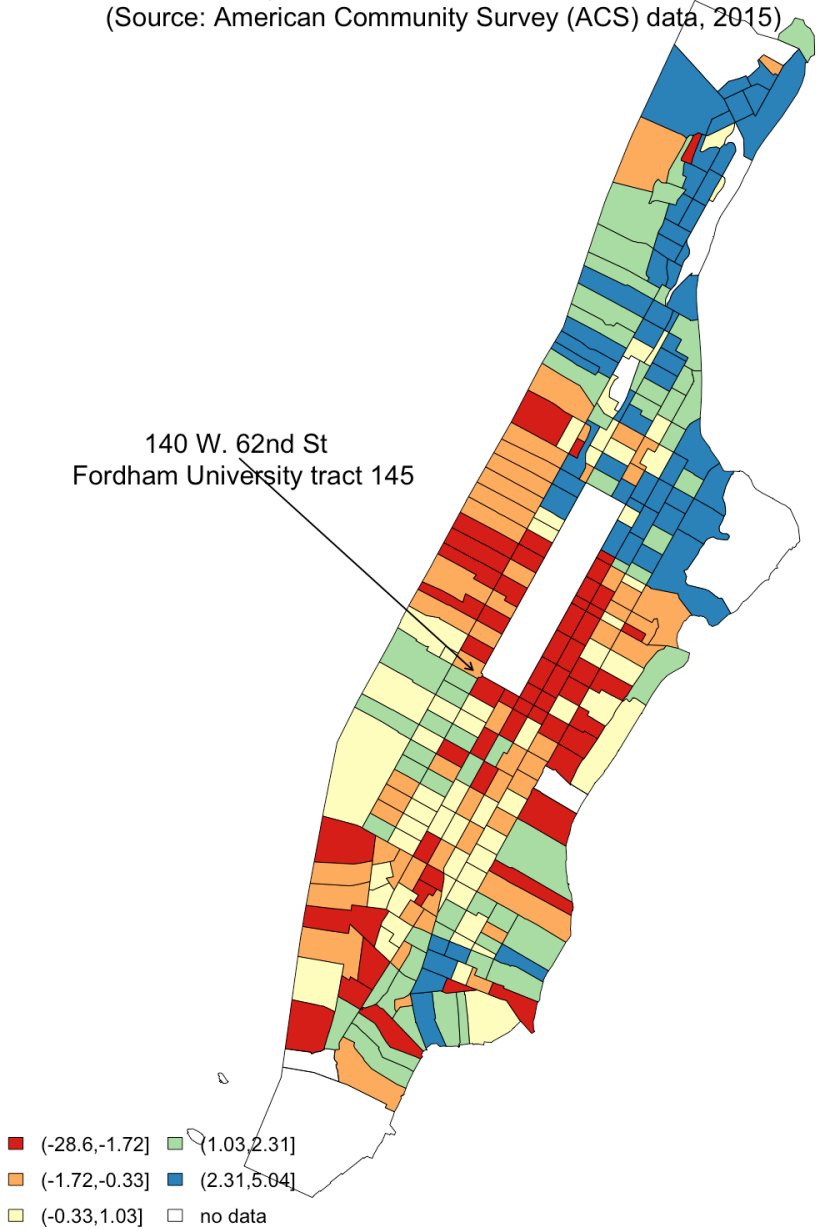 (Source: American Community Survey (ACS) data, 2015)
140 W. 62nd St
Fordham University tract 145
(-28.6,-1.72]
(1.03,2.31]
(-1.72,-0.33]
(2.31,5.04]
(-0.33,1.03]
no data